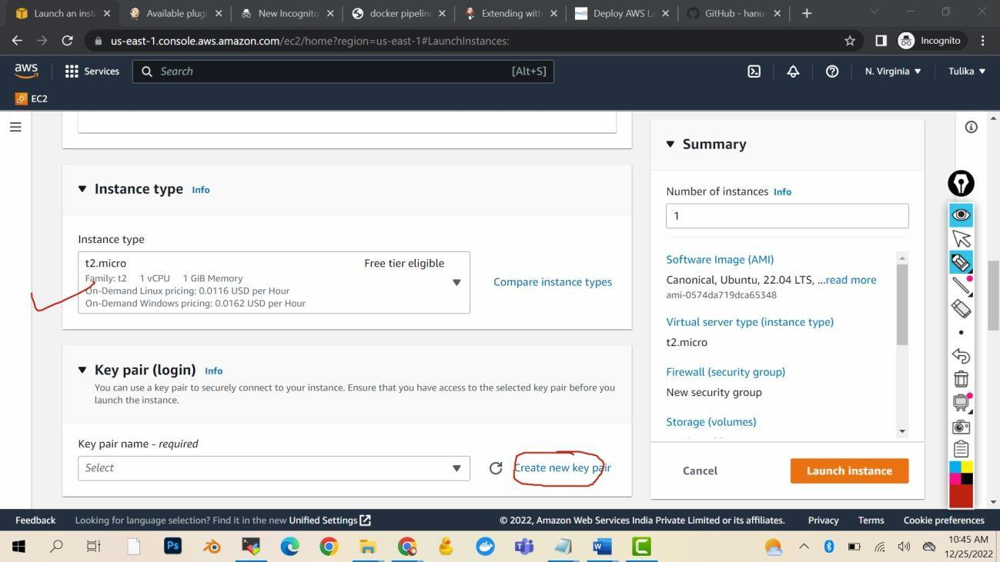 Launch an insta
Available plugi
New Incognito
docker pipeline
Extending with
Deploy AWS La
GitHub - hanu
us-east-1.console.aws.amazon.com/ec2/home?region=us-east-1#LaunchInstances:
Incognito
aws
Services
Search
[Alt+S]
N. Virginia
Tulika
EC2
Instance type Info
Instance type
t2.micro
Free tier eligible
Family: t2 1 vCPU 1 GiB Memory
On-Demand Linux pricing: 0.0116 USD per Hour
On-Demand Windows pricing: 0.0162 USD per Hour
Compare instance types
Key pair (login) Info
You can use a key pair to securely connect to your instance. Ensure that you have access to the selected key pair before you
launch the instance.
Key pair name - required
Select
Create new key pair
Summary
Number of instances Info
1
Software Image (AMI)
Canonical, Ubuntu, 22.04 LTS, ...read more
ami-0574da719dca65348
Virtual server type (instance type)
t2.micro
Firewall (security group)
New security group
Storage (volumes)
Cancel
Launch instance
Feedback
Looking for language selection? Find it in the new Unified Settings
© 2022, Amazon Web Services India Private Limited or its affiliates.
Privacy
Terms
Cookie preferences
Ps
10:45 AM
12/25/2022